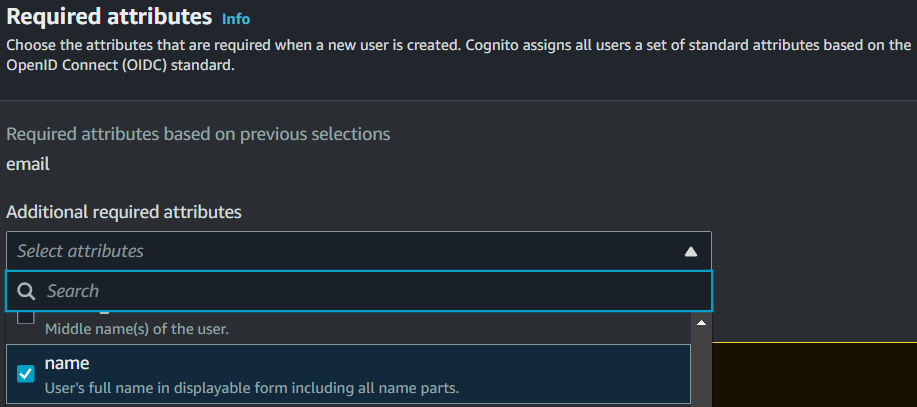 Required attributes Info
Choose the attributes that are required when a new user is created. Cognito assigns all users a set of standard attributes based on the
OpenID Connect (OIDC) standard.
Required attributes based on previous selections
email
Additional required attributes
Select attributes
Search
Middle name(s) of the user.
name
User's full name in displayable form including all name parts.